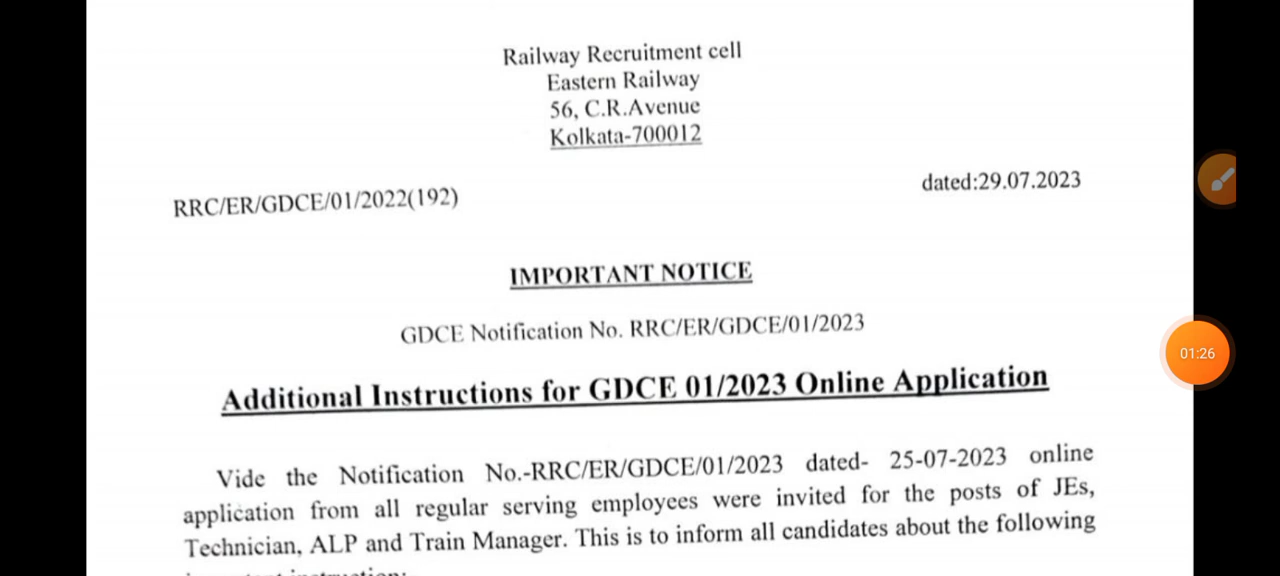 Railway Recruitment cell
Eastern Railway
56, C.R.Avenue
Kolkata-700012
RRC/ER/GDCE/01/2022(192)
dated:29.07.2023
IMPORTANT NOTICE
GDCE Notification No. RRC/ER/GDCE/01/2023
Additional Instructions for GDCE 01/2023 Online Application
Vide the Notification No.-RRC/ER/GDCE/01/2023 dated- 25-07-2023 online
application from all regular serving employees were invited for the posts of JEs,
Technician, ALP and Train Manager. This is to inform all candidates about the following
01:26